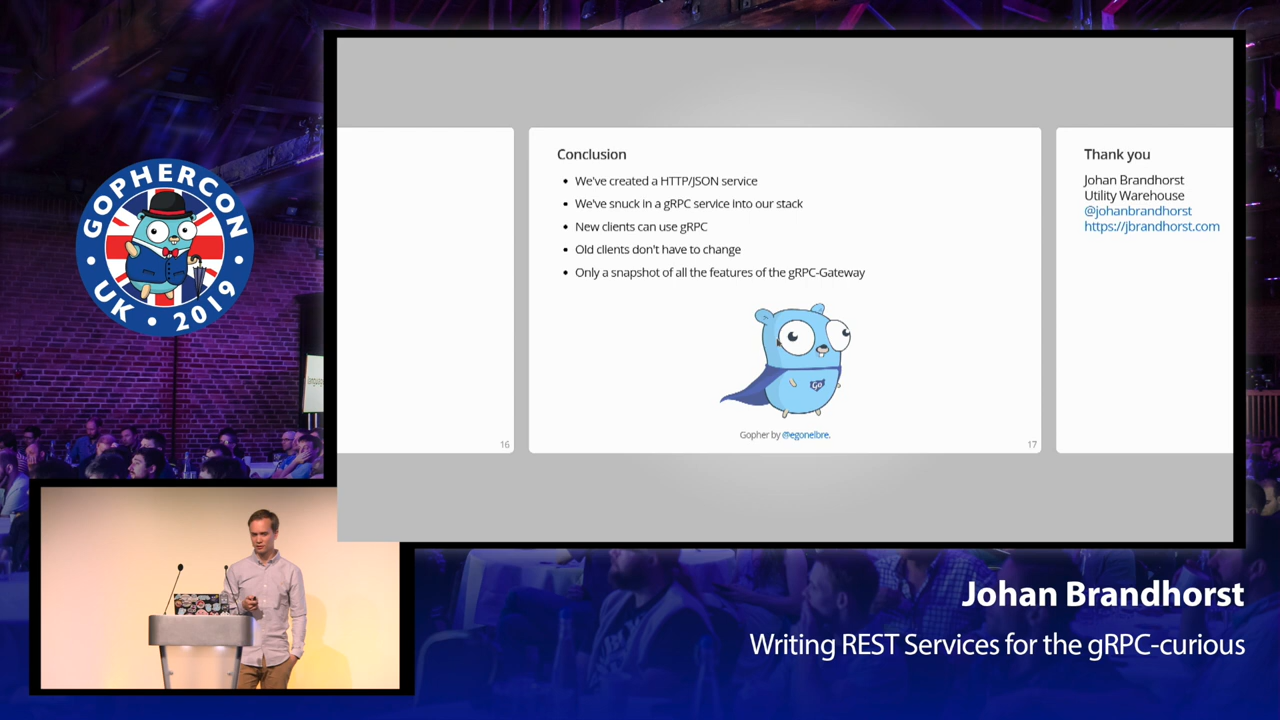 GOPHERCON
UK • 2019
16
Conclusion
• We've created a HTTP/JSON service
• We've snuck in a gRPC service into our stack
• New clients can use gRPC
• Old clients don't have to change
• Only a snapshot of all the features of the gRPC-Gateway
Go
Gopher by @egonelbre.
17
Thank you
Johan Brandhorst
Utility Warehouse
@johanbrandhorst
https://jbrandhorst.com
Johan Brandhorst
Writing REST Services for the gRPC-curious